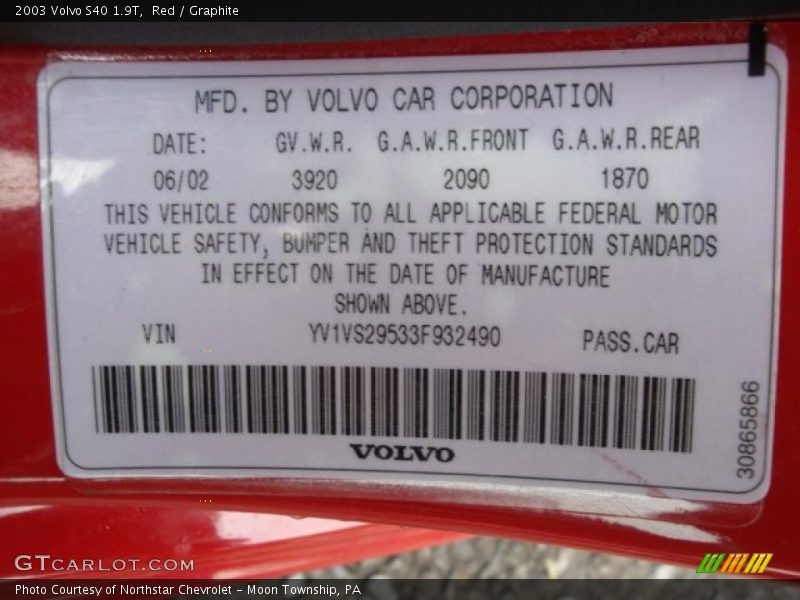 2003 Volvo S40 1.9T, Red / Graphite
MFD. BY VOLVO CAR CORPORATION
DATE: GV.W.R. G.A.W.R.FRONT G.A.W.R.REAR
06/02 3920 2090 1870
THIS VEHICLE CONFORMS TO ALL APPLICABLE FEDERAL MOTOR
VEHICLE SAFETY, BUMPER AND THEFT PROTECTION STANDARDS
IN EFFECT ON THE DATE OF MANUFACTURE
SHOWN ABOVE.
VIN YV1VS29533F932490 PASS.CAR
VOLVO
30865866
GTCARLOT.COM
Photo Courtesy of Northstar Chevrolet – Moon Township, PA